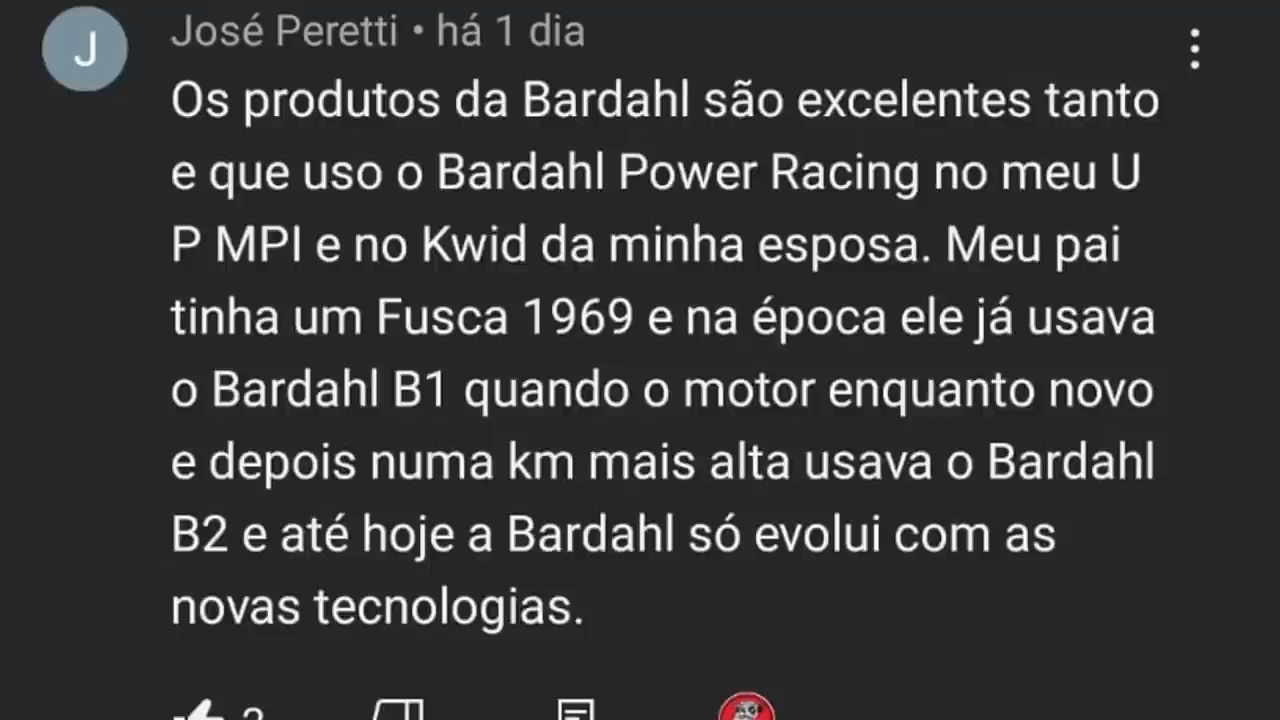 J
José Peretti • há 1 dia
Os produtos da Bardahl são excelentes tanto
e que uso o Bardahl Power Racing no meu U
P MPI e no Kwid da minha esposa. Meu pai
tinha um Fusca 1969 e na época ele já usava
o Bardahl B1 quando o motor enquanto novo
e depois numa km mais alta usava o Bardahl
B2 e até hoje a Bardahl só evolui com as
novas tecnologias.